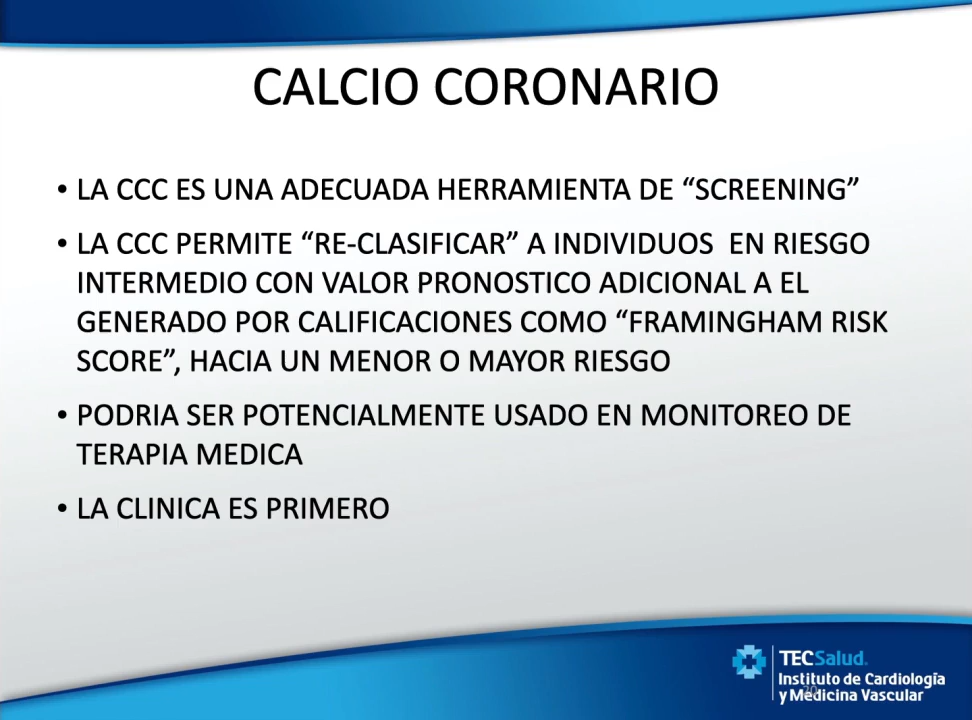 CALCIO CORONARIO
• LA CCC ES UNA ADECUADA HERRAMIENTA DE “SCREENING”
• LA CCC PERMITE “RE-CLASIFICAR” A INDIVIDUOS EN RIESGO
INTERMEDIO CON VALOR PRONOSTICO ADICIONAL A EL
GENERADO POR CALIFICACIONES COMO “FRAMINGHAM RISK
SCORE”, HACIA UN MENOR O MAYOR RIESGO
• PODRIA SER POTENCIALMENTE USADO EN MONITOREO DE
TERAPIA MEDICA
• LA CLINICA ES PRIMERO
TECSalud.
Instituto de Cardiología
y Medicina Vascular